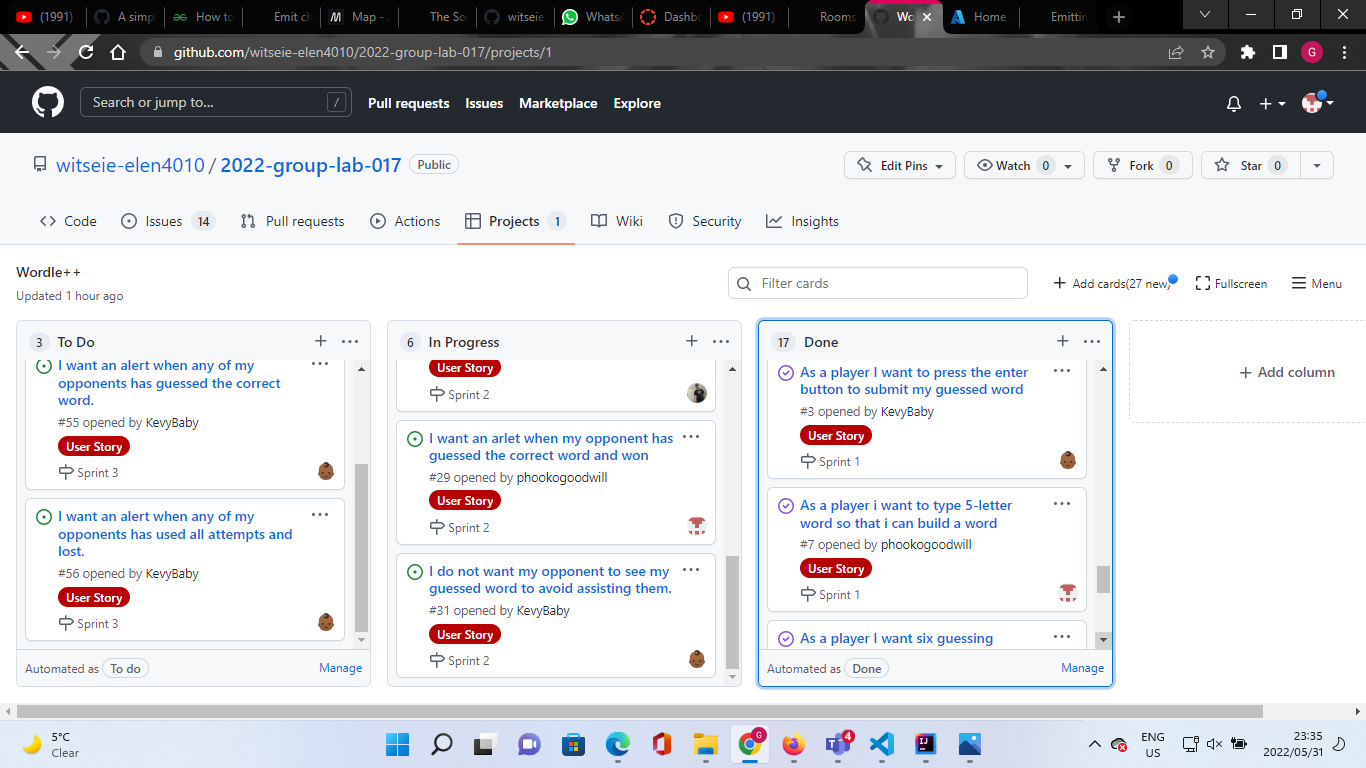 (1991)
A simp
How to
Emit ch
Map -
The So
witseie
WhatsA
Dashbo
(1991)
Rooms
Wo
Home
Emittin
github.com/witseie-elen4010/2022-group-lab-017/projects/1
G
Search or jump to...
/
Pull requests
Issues
Marketplace
Explore
witseie-elen4010 / 2022-group-lab-017
Public
Edit Pins
Watch 0
Fork 0
Star 0
Code
Issues 14
Pull requests
Actions
Projects 1
Wiki
Security
Insights
Wordle++
Updated 1 hour ago
Filter cards
Add cards(27 new)
Fullscreen
Menu
3 To Do
I want an alert when any of my
opponents has guessed the correct
word.
#55 opened by KevyBaby
User Story
Sprint 3
I want an alert when any of my
opponents has used all attempts and
lost.
#56 opened by KevyBaby
User Story
Sprint 3
Automated as To do
Manage
6 In Progress
User Story
Sprint 2
I want an arlet when my opponent has
guessed the correct word and won
#29 opened by phookogoodwill
User Story
Sprint 2
I do not want my opponent to see my
guessed word to avoid assisting them.
#31 opened by KevyBaby
User Story
Sprint 2
17 Done
As a player I want to press the enter
button to submit my guessed word
#3 opened by KevyBaby
User Story
Sprint 1
As a player i want to type 5-letter
word so that i can build a word
#7 opened by phookogoodwill
User Story
Sprint 1
As a player I want six guessing
Automated as Done
Manage
+ Add column
5°C
Clear
G
4
ENG
US
23:35
2022/05/31